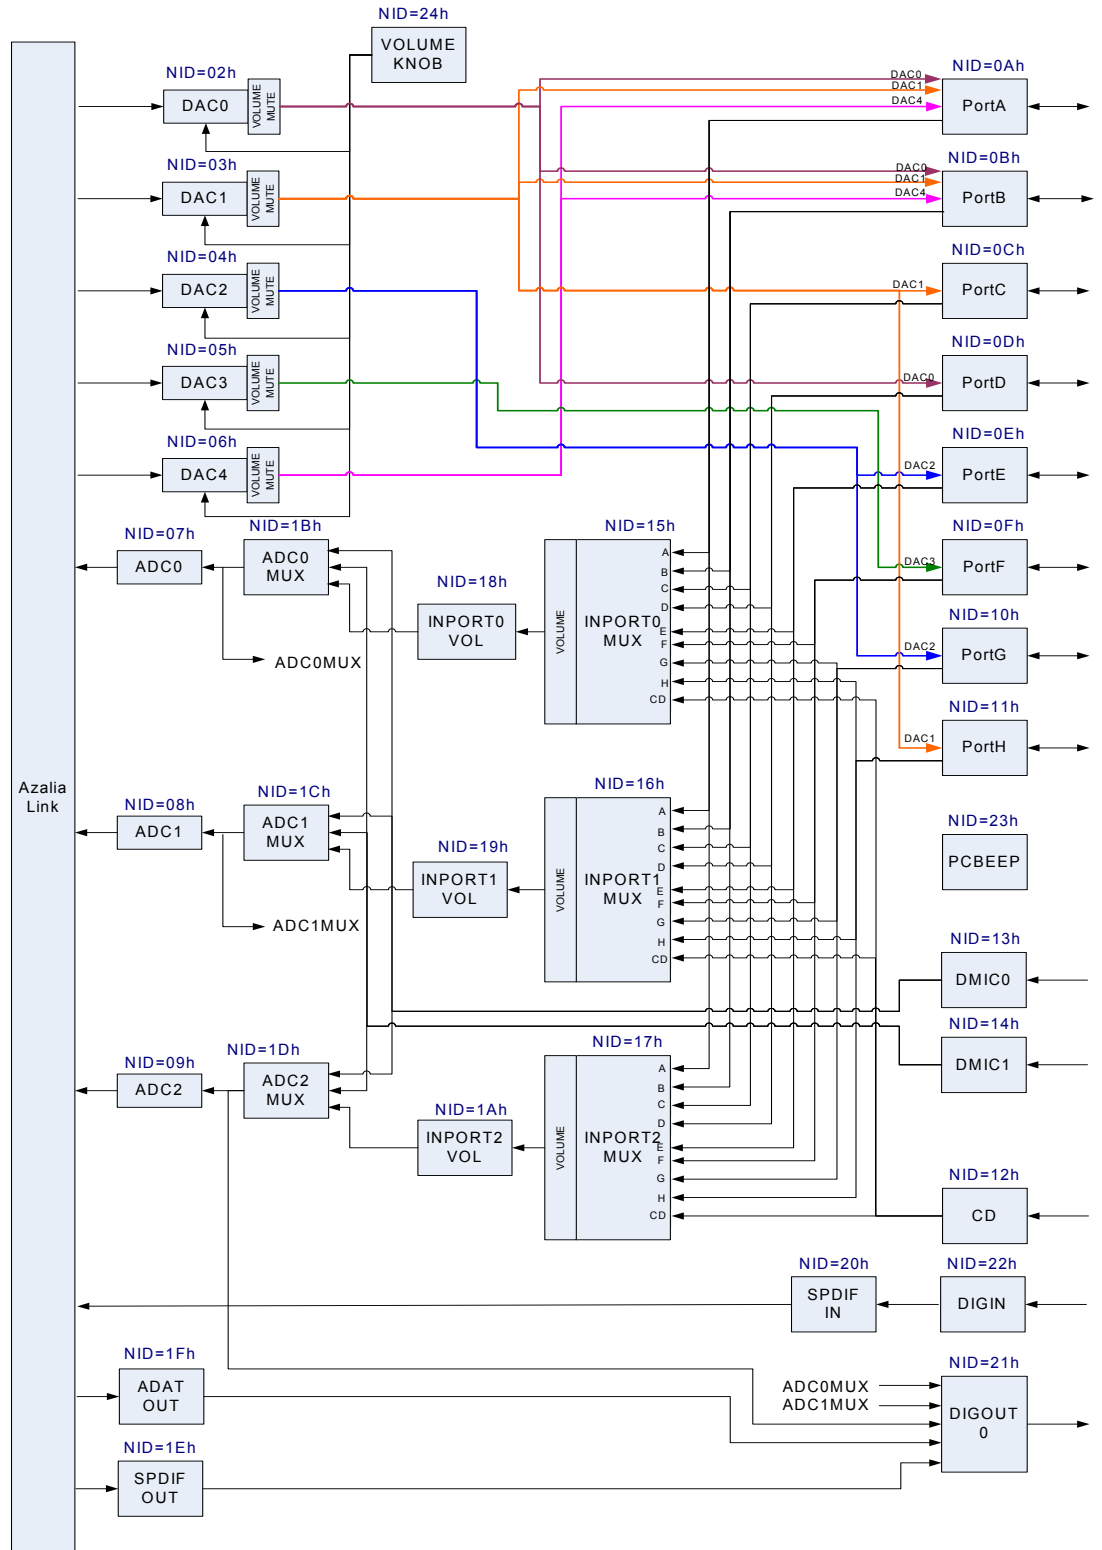 NID=24h
VOLUME
KNOB
NID=02h
DAC0
VOLUME
MUTE
NID=03h
DAC1
VOLUME
MUTE
NID=04h
DAC2
VOLUME
MUTE
NID=05h
DAC3
VOLUME
MUTE
NID=06h
DAC4
VOLUME
MUTE
DAC0
DAC1
DAC4
NID=0Ah
PortA
DAC0
DAC1
DAC4
NID=0Bh
PortB
DAC1
NID=0Ch
PortC
DAC0
NID=0Dh
PortD
DAC2
NID=0Eh
PortE
DAC3
NID=0Fh
PortF
DAC2
NID=10h
PortG
DAC1
NID=11h
PortH
NID=07h
ADC0
NID=1Bh
ADC0
MUX
ADC0MUX
NID=18h
INPORT0
VOL
NID=15h
VOLUME
INPORT0
MUX
A
B
C
D
E
F
G
H
CD
Azalia
Link
NID=08h
ADC1
NID=1Ch
ADC1
MUX
ADC1MUX
NID=19h
INPORT1
VOL
NID=16h
VOLUME
INPORT1
MUX
A
B
C
D
E
F
G
H
CD
NID=23h
PCBEEP
NID=13h
DMIC0
NID=14h
DMIC1
NID=09h
ADC2
NID=1Dh
ADC2
MUX
NID=1Ah
INPORT2
VOL
NID=17h
VOLUME
INPORT2
MUX
A
B
C
D
E
F
G
H
CD
NID=12h
CD
NID=20h
SPDIF
IN
NID=22h
DIGIN
NID=1Fh
ADAT
OUT
NID=1Eh
SPDIF
OUT
ADC0MUX
ADC1MUX
NID=21h
DIGOUT
0